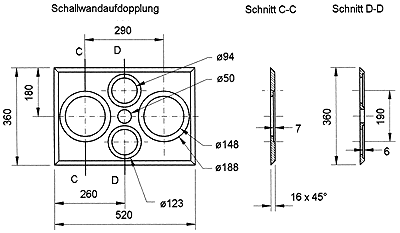 Schallwandaufdopplung
Schnitt C-C
Schnitt D-D
290
C
D
ø94
ø50
180
360
360
7
190
6
ø148
ø188
C
D
260
ø123
16 x 45°
520